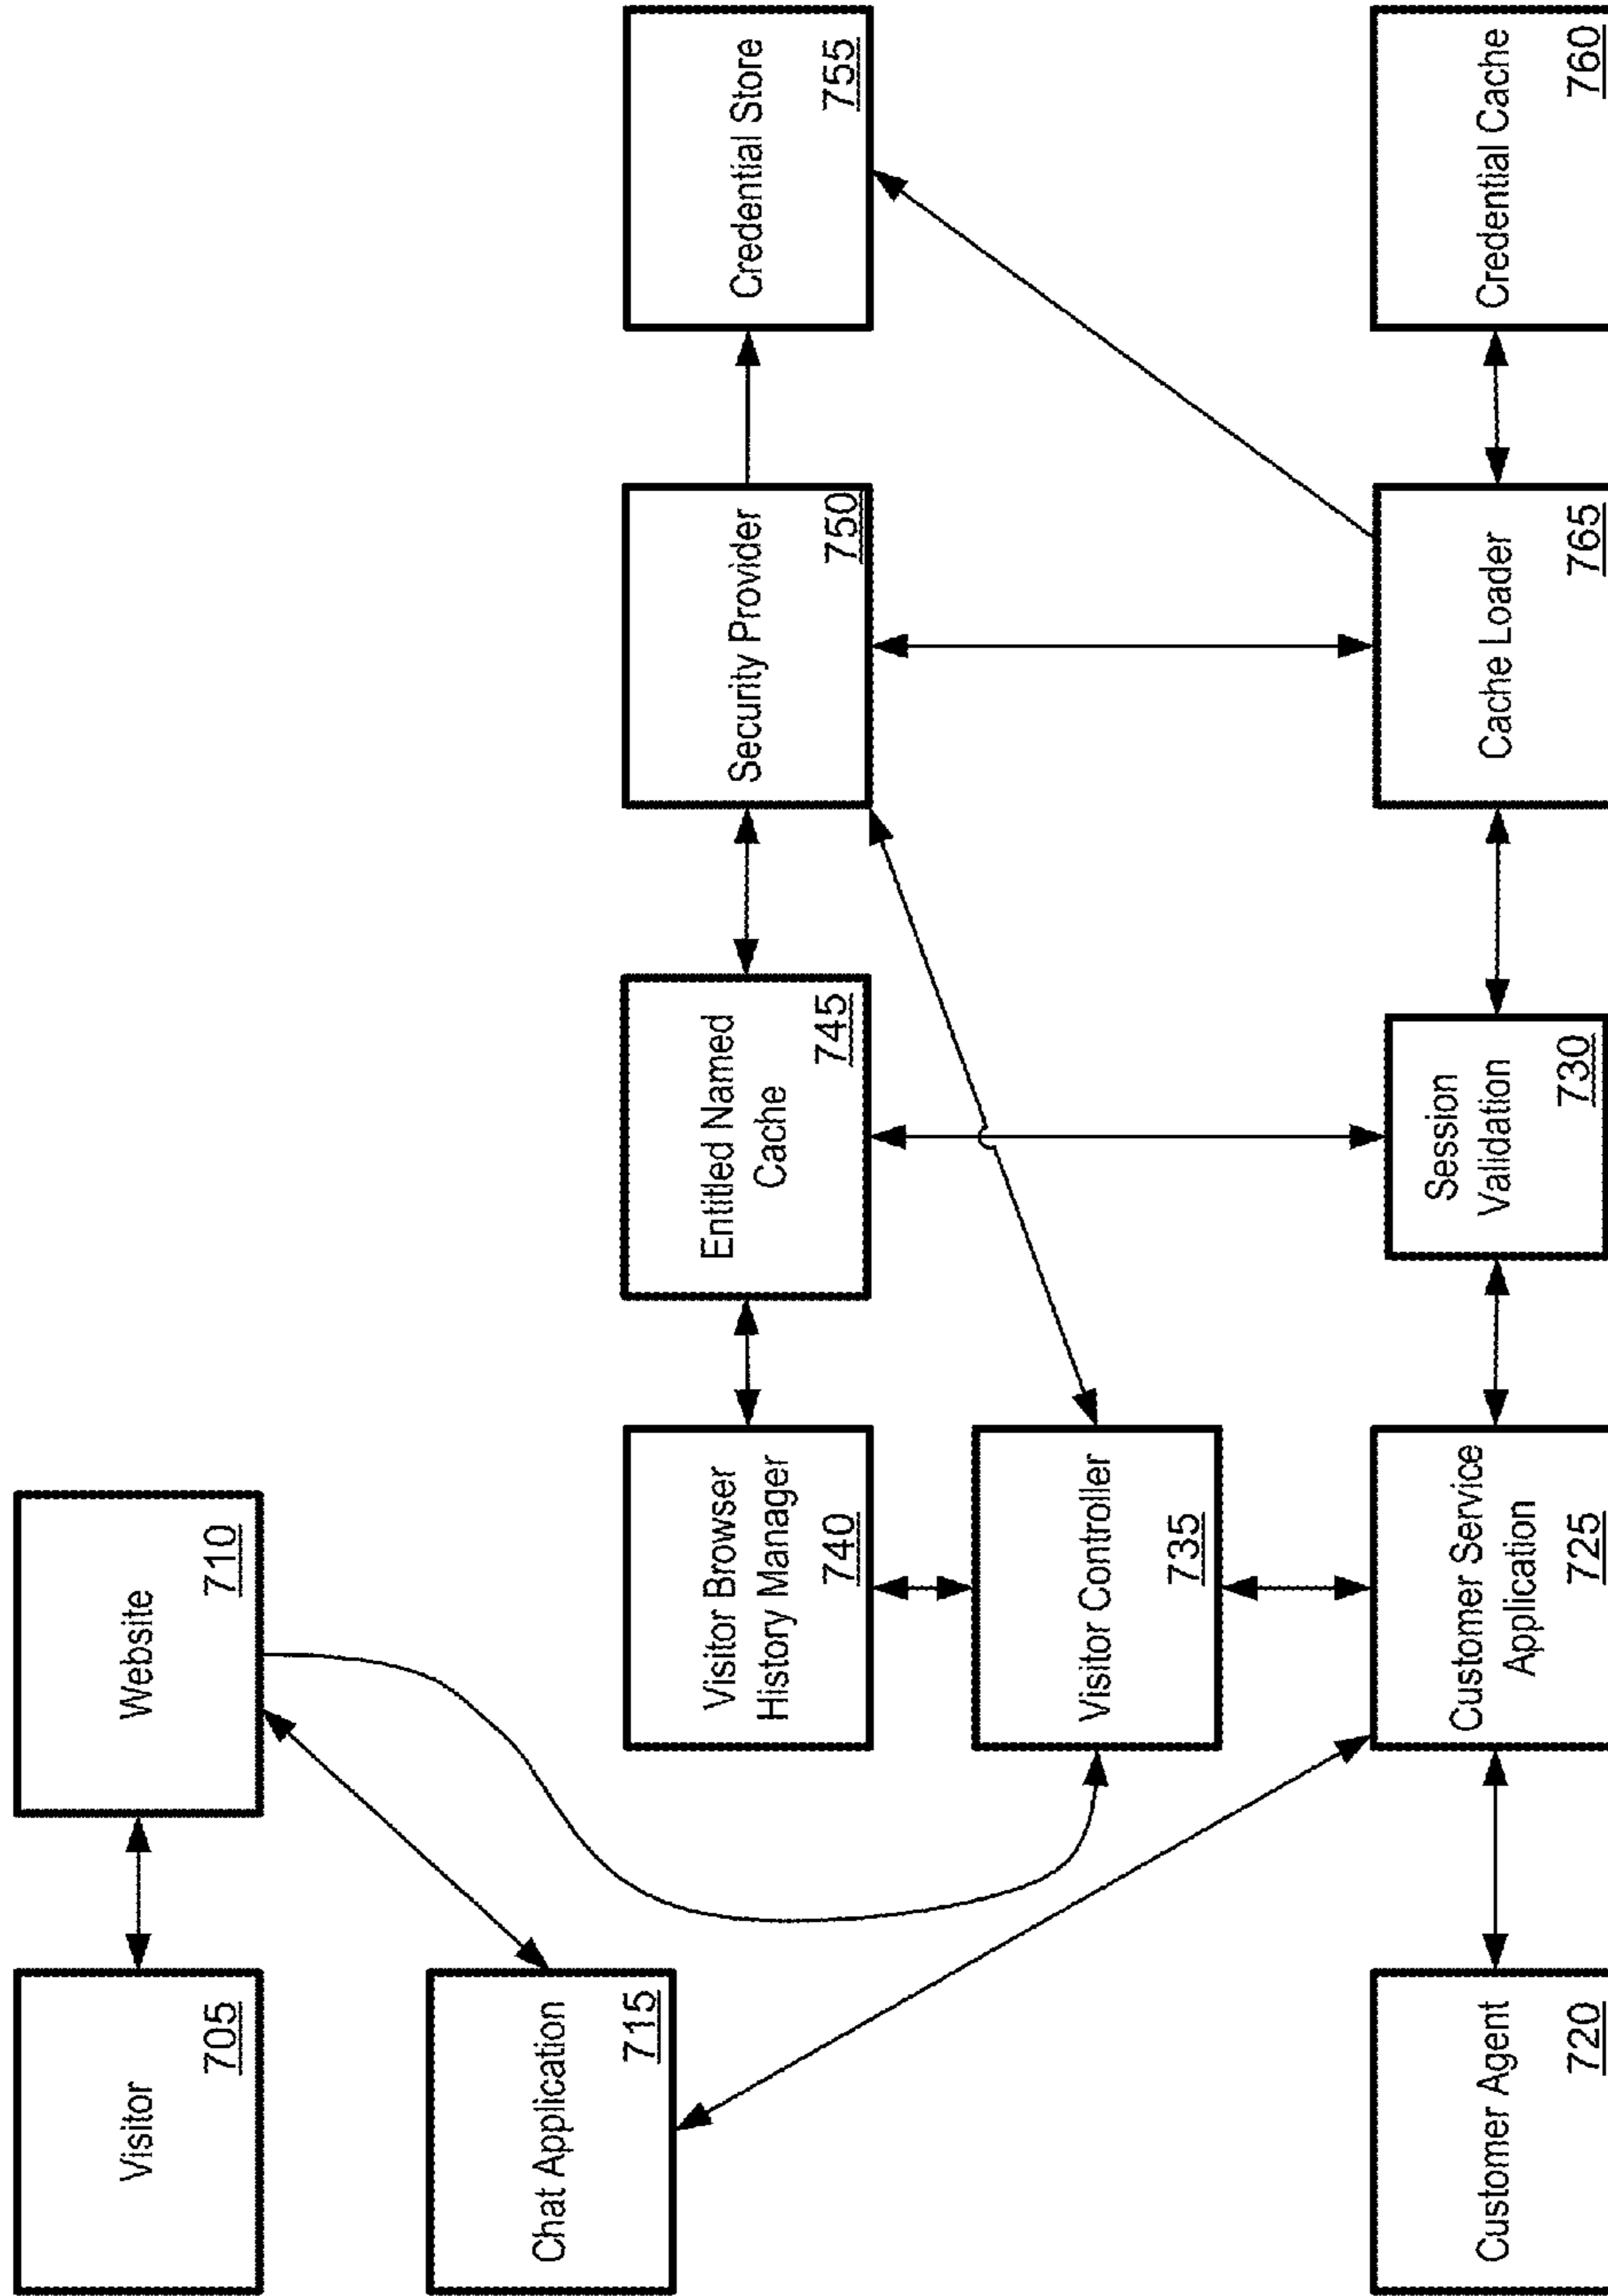 Visitor
705
Website
710
Chat Application
715
Visitor Browser
History Manager
740
Entitled Named
Cache
745
Security Provider
750
Credential Store
755
Visitor Controller
735
Customer Agent
720
Customer Service
Application
725
Session
Validation
730
Cache Loader
765
Credential Cache
760